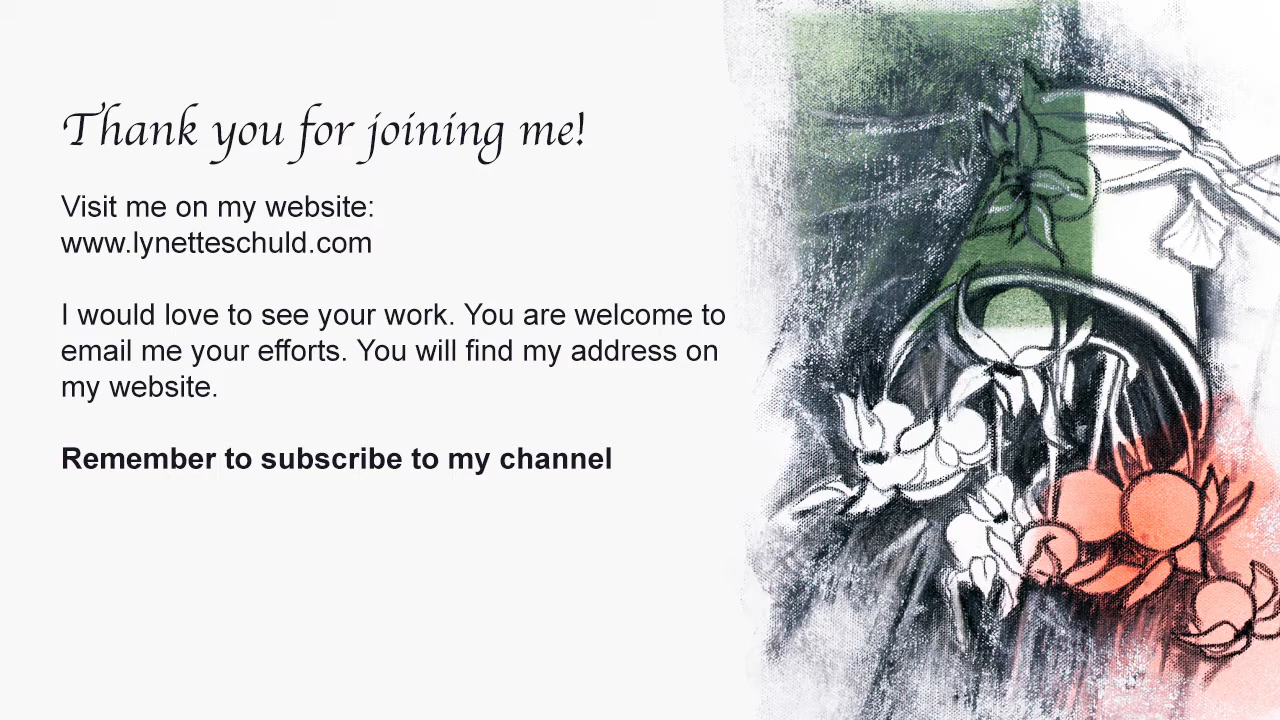 Thank you for joining me!
Visit me on my website:
www.lynetteschuld.com
I would love to see your work. You are welcome to
email me your efforts. You will find my address on
my website.
Remember to subscribe to my channel